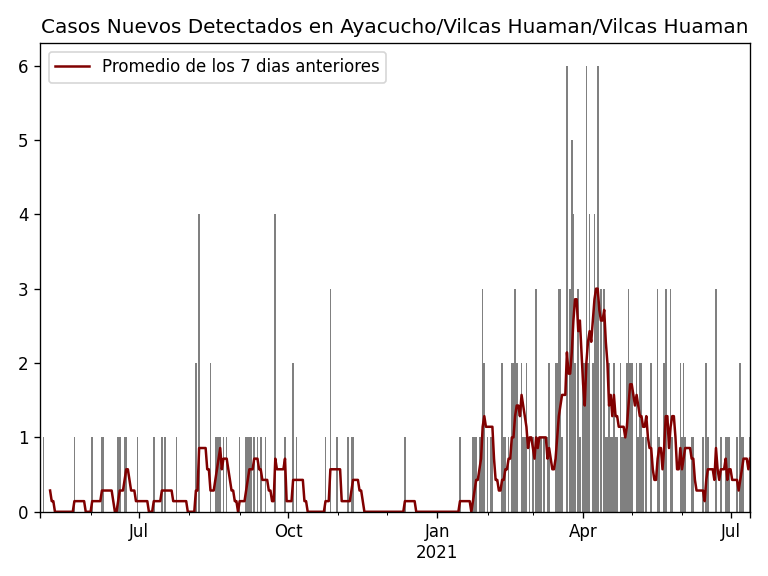 Casos Nuevos Detectados en Ayacucho/Vilcas Huaman/Vilcas Huaman
Promedio de los 7 dias anteriores
6
5
4
3
2
1
0
Jul
Oct
Jan
Apr
Jul
2021